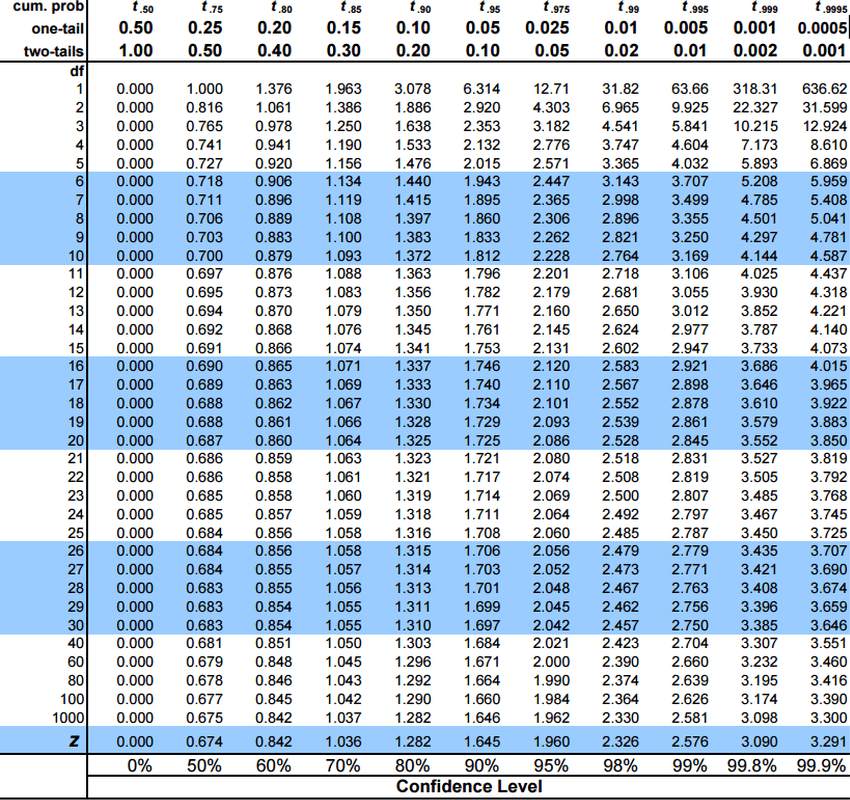 cum. prob t .50 t .75 t .80 t .85 t .90 t .95 t .975 t .99 t .995 t .999 t .9995
one-tail 0.50 0.25 0.20 0.15 0.10 0.05 0.025 0.01 0.005 0.001 0.0005
two-tails 1.00 0.50 0.40 0.30 0.20 0.10 0.05 0.02 0.01 0.002 0.001
df
1 0.000 1.000 1.376 1.963 3.078 6.314 12.71 31.82 63.66 318.31 636.62
2 0.000 0.816 1.061 1.386 1.886 2.920 4.303 6.965 9.925 22.327 31.599
3 0.000 0.765 0.978 1.250 1.638 2.353 3.182 4.541 5.841 10.215 12.924
4 0.000 0.741 0.941 1.190 1.533 2.132 2.776 3.747 4.604 7.173 8.610
5 0.000 0.727 0.920 1.156 1.476 2.015 2.571 3.365 4.032 5.893 6.869
6 0.000 0.718 0.906 1.134 1.440 1.943 2.447 3.143 3.707 5.208 5.959
7 0.000 0.711 0.896 1.119 1.415 1.895 2.365 2.998 3.499 4.785 5.408
8 0.000 0.706 0.889 1.108 1.397 1.860 2.306 2.896 3.355 4.501 5.041
9 0.000 0.703 0.883 1.100 1.383 1.833 2.262 2.821 3.250 4.297 4.781
10 0.000 0.700 0.879 1.093 1.372 1.812 2.228 2.764 3.169 4.144 4.587
11 0.000 0.697 0.876 1.088 1.363 1.796 2.201 2.718 3.106 4.025 4.437
12 0.000 0.695 0.873 1.083 1.356 1.782 2.179 2.681 3.055 3.930 4.318
13 0.000 0.694 0.870 1.079 1.350 1.771 2.160 2.650 3.012 3.852 4.221
14 0.000 0.692 0.868 1.076 1.345 1.761 2.145 2.624 2.977 3.787 4.140
15 0.000 0.691 0.866 1.074 1.341 1.753 2.131 2.602 2.947 3.733 4.073
16 0.000 0.690 0.865 1.071 1.337 1.746 2.120 2.583 2.921 3.686 4.015
17 0.000 0.689 0.863 1.069 1.333 1.740 2.110 2.567 2.898 3.646 3.965
18 0.000 0.688 0.862 1.067 1.330 1.734 2.101 2.552 2.878 3.610 3.922
19 0.000 0.688 0.861 1.066 1.328 1.729 2.093 2.539 2.861 3.579 3.883
20 0.000 0.687 0.860 1.064 1.325 1.725 2.086 2.528 2.845 3.552 3.850
21 0.000 0.686 0.859 1.063 1.323 1.721 2.080 2.518 2.831 3.527 3.819
22 0.000 0.686 0.858 1.061 1.321 1.717 2.074 2.508 2.819 3.505 3.792
23 0.000 0.685 0.858 1.060 1.319 1.714 2.069 2.500 2.807 3.485 3.768
24 0.000 0.685 0.857 1.059 1.318 1.711 2.064 2.492 2.797 3.467 3.745
25 0.000 0.684 0.856 1.058 1.316 1.708 2.060 2.485 2.787 3.450 3.725
26 0.000 0.684 0.856 1.058 1.315 1.706 2.056 2.479 2.779 3.435 3.707
27 0.000 0.684 0.855 1.057 1.314 1.703 2.052 2.473 2.771 3.421 3.690
28 0.000 0.683 0.855 1.056 1.313 1.701 2.048 2.467 2.763 3.408 3.674
29 0.000 0.683 0.854 1.055 1.311 1.699 2.045 2.462 2.756 3.396 3.659
30 0.000 0.683 0.854 1.055 1.310 1.697 2.042 2.457 2.750 3.385 3.646
40 0.000 0.681 0.851 1.050 1.303 1.684 2.021 2.423 2.704 3.307 3.551
60 0.000 0.679 0.848 1.045 1.296 1.671 2.000 2.390 2.660 3.232 3.460
80 0.000 0.678 0.846 1.043 1.292 1.664 1.990 2.374 2.639 3.195 3.416
100 0.000 0.677 0.845 1.042 1.290 1.660 1.984 2.364 2.626 3.174 3.390
1000 0.000 0.675 0.842 1.037 1.282 1.646 1.962 2.330 2.581 3.098 3.300
z 0.000 0.674 0.842 1.036 1.282 1.645 1.960 2.326 2.576 3.090 3.291
0% 50% 60% 70% 80% 90% 95% 98% 99% 99.8% 99.9%
Confidence Level